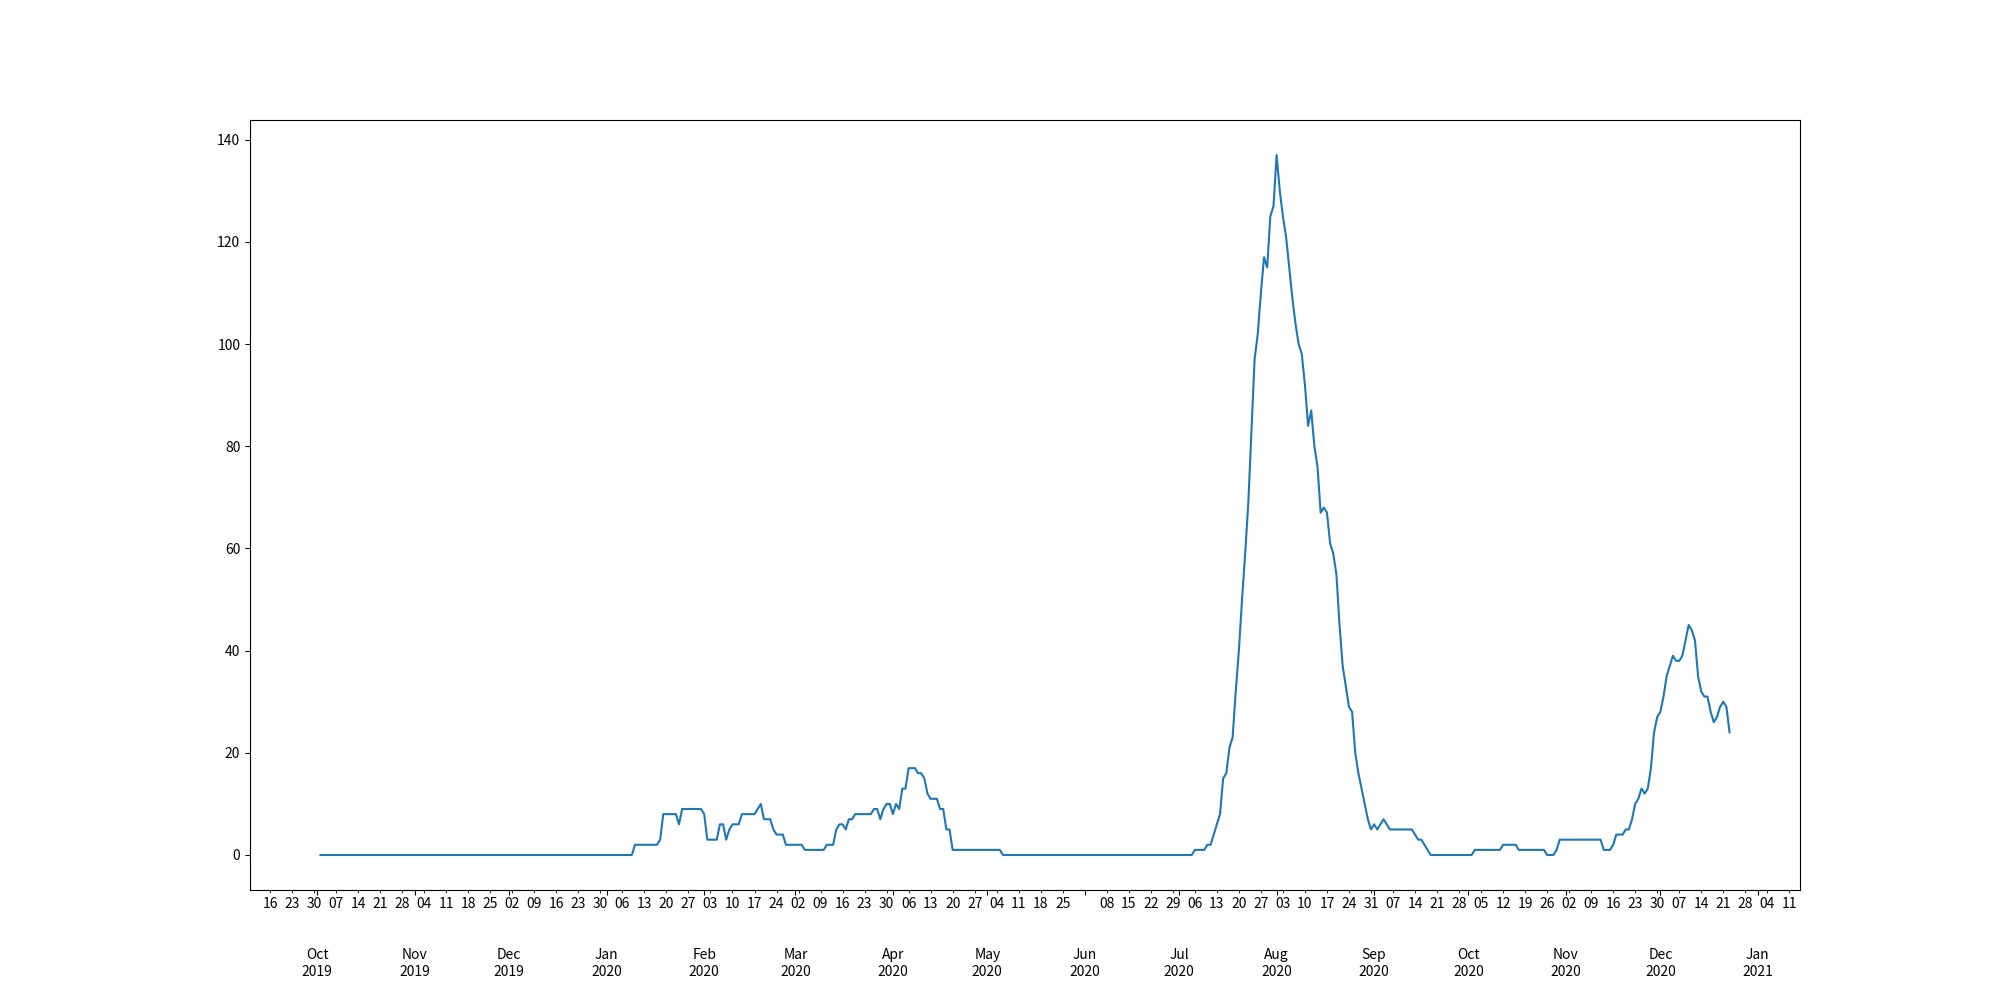 140
120
100
80
60
40
20
0
16 23 30 07 14 21 28 04 11 18 25 02 09 16 23 30 06 13 20 27 03 10 17 24 02 09 16 23 30 06 13 20 27 04 11 18 25 08 15 22 29 06 13 20 27 03 10 17 24 31 07 14 21 28 05 12 19 26 02 09 16 23 30 07 14 21 28 04 11
Oct Nov Dec Jan Feb Mar Apr May Jun Jul Aug Sep Oct Nov Dec Jan
2019 2019 2019 2020 2020 2020 2020 2020 2020 2020 2020 2020 2020 2020 2020 2021